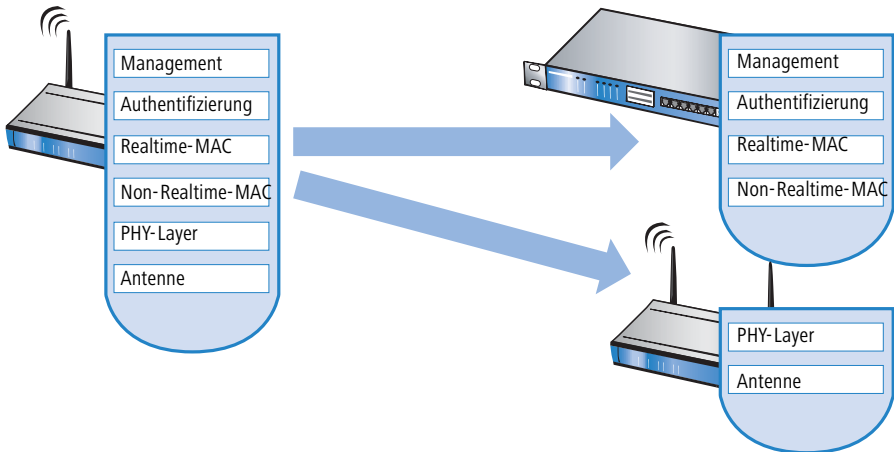 Management
Authentifizierung
Realtime-MAC
Non-Realtime-MAC
PHY-Layer
Antenne
Management
Authentifizierung
Realtime-MAC
Non-Realtime-MAC
PHY-Layer
Antenne